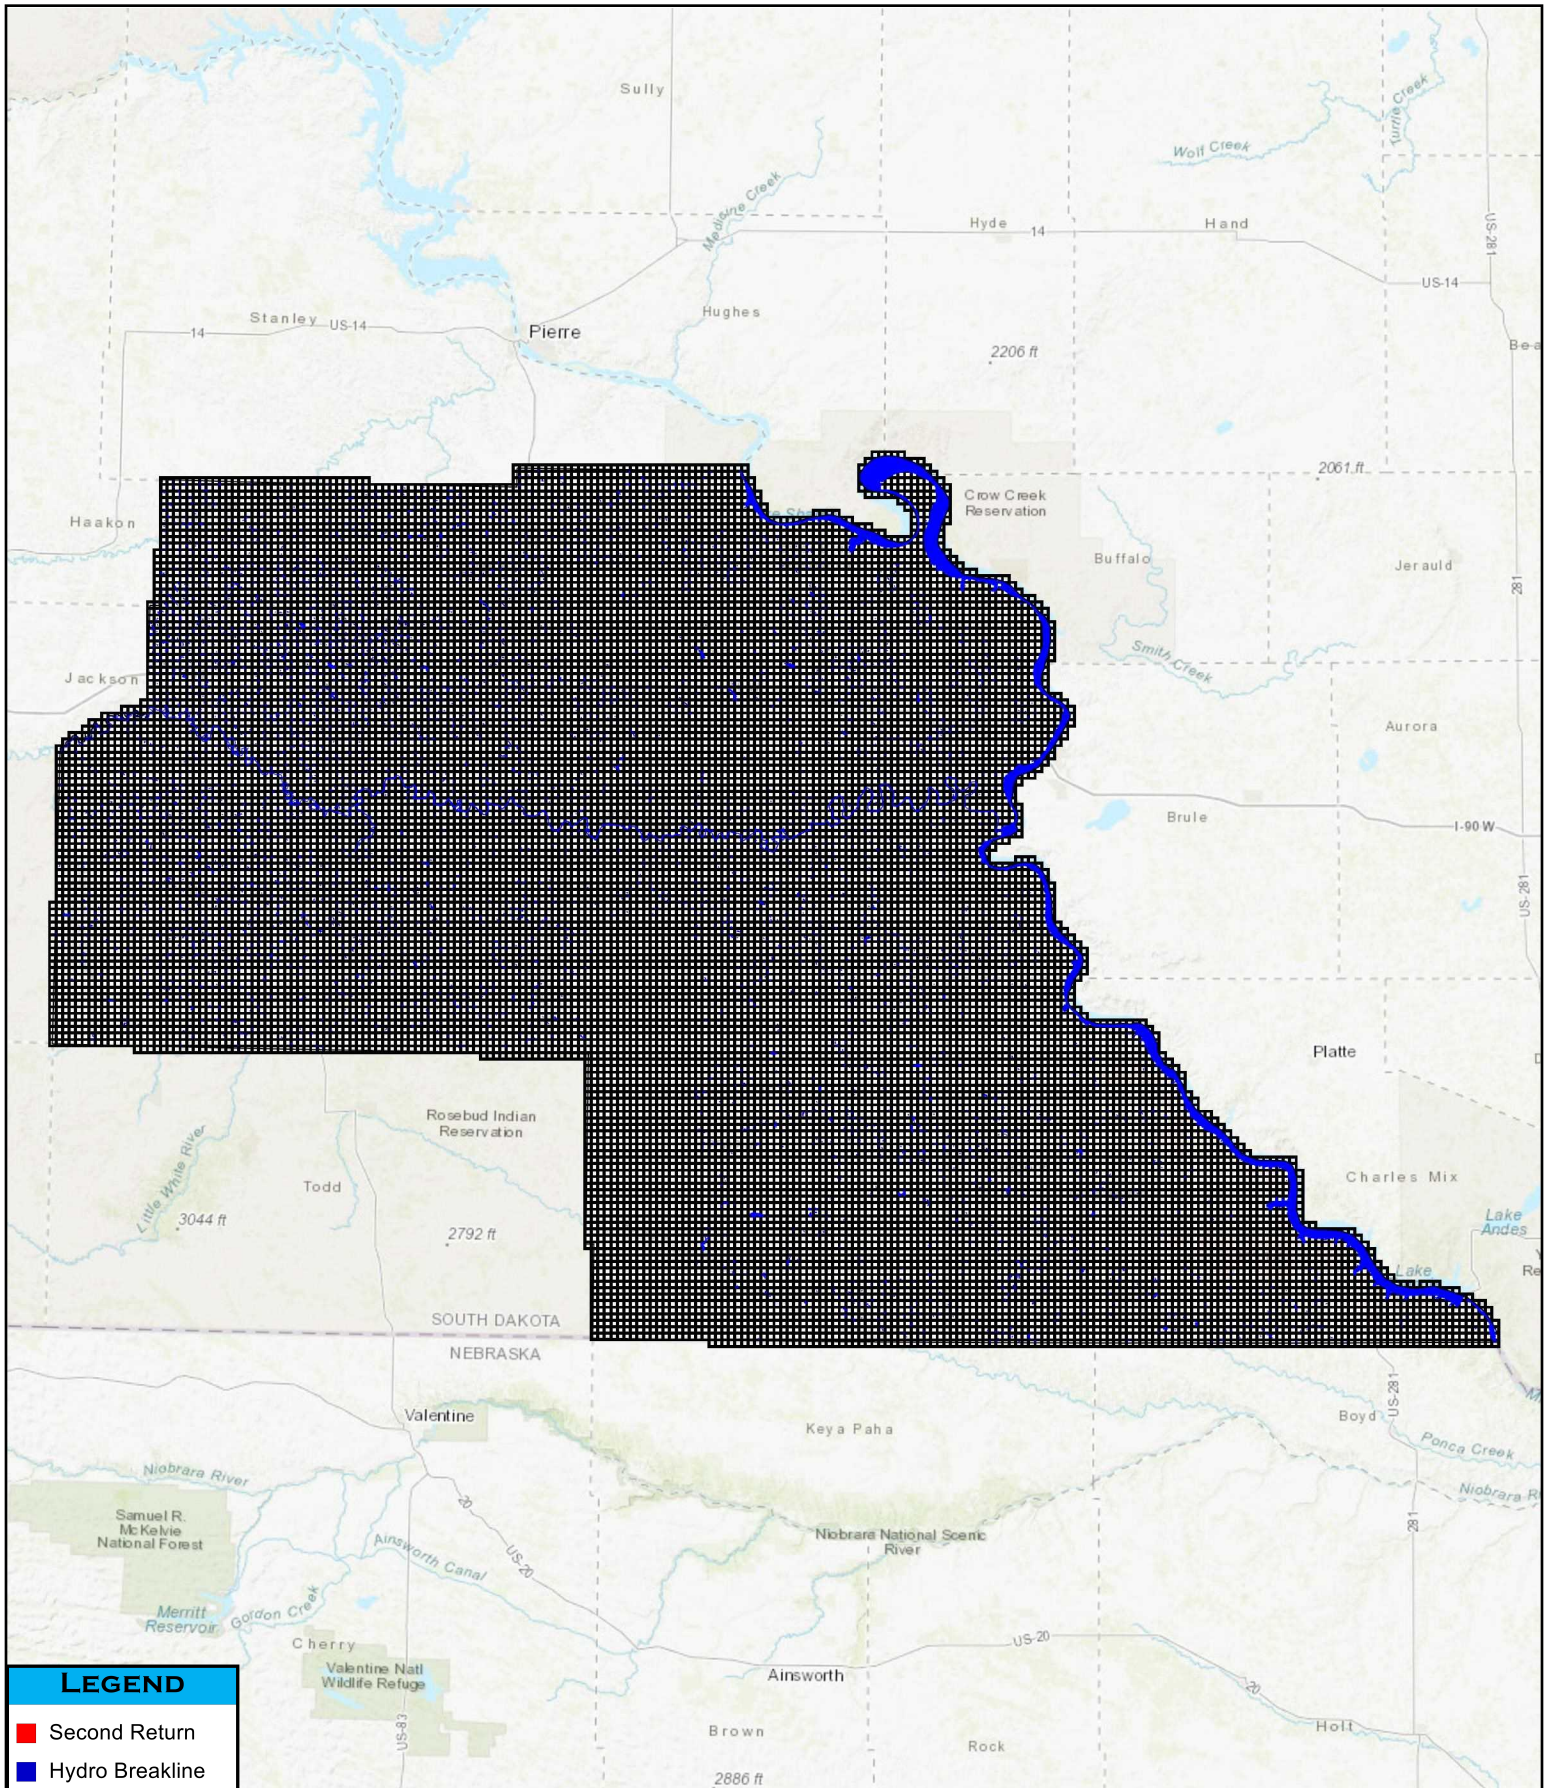 Sully
Turtle Creek
Wolf Creek
Medicine Creek
US-281
Hyde
14
Hand
US-14
Stanley
US-14
14
Hughes
Pierre
2206 ft
Bea
2061 ft
Crow Creek
Reservation
Haakon
Buffalo
Jerauld
281
Smith Creek
Jackson
Aurora
Brule
I-90 W
US-281
Platte
Rosebud Indian
Reservation
Little White River
Todd
Charles Mix
3044 ft
2792 ft
Lake
Andes
Lake
Re
SOUTH DAKOTA
NEBRASKA
US-281
Valentine
Keya Paha
Boyd
Ponca Creek
Niobrara River
Niobrara R
20
Samuel R.
McKelvie
National Forest
281
Niobrara National Scenic
River
Ainsworth Canal
US-20
Merritt
Reservoir
Gordon Creek
Cherry
US-20
Valentine Natl
Wildlife Refuge
Ainsworth
20
US-83
Brown
Rock
Holt
2886 ft
LEGEND
Second Return
Hydro Breakline